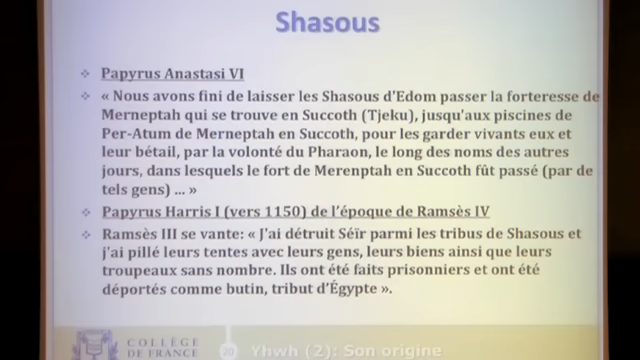 Shasous
Papyrus Anastasi VI
« Nous avons fini de laisser les Shasous d'Edom passer la forteresse de
Merneptah qui se trouve en Succoth (Tjeku), jusqu'aux piscines de
Per-Atum de Merneptah en Succoth, pour les garder vivants eux et
leur bétail, par la volonté du Pharaon, le long des noms des autres
jours, dans lesquels le fort de Merenptah en Succoth fût passé (par de
tels gens) ... »
Papyrus Harris I (vers 1150) de l'époque de Ramsès IV
Ramsès III se vante: « J'ai détruit Séïr parmi les tribus de Shasous et
j'ai pillé leurs tentes avec leurs gens, leurs biens ainsi que leurs
troupeaux sans nombre. Ils ont été faits prisonniers et ont été
déportés comme butin, tribut d'Égypte ».
COLLÈGE
DE FRANCE
20
Yhwh (2): Son origine